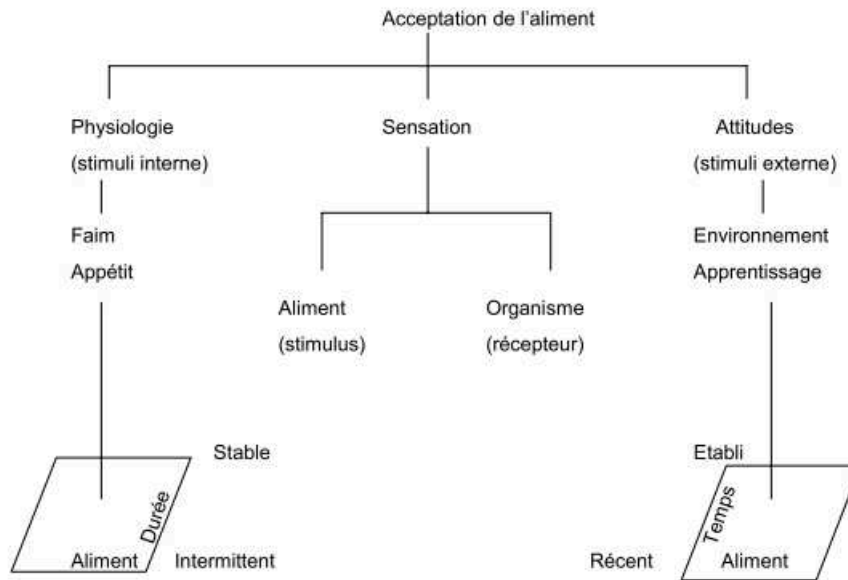 Acceptation de l'aliment
Physiologie
(stimuli interne)
Sensation
Attitudes
(stimuli externe)
Faim
Appétit
Environnement
Apprentissage
Aliment
(stimulus)
Organisme
(récepteur)
Stable
Durée
Aliment
Intermittent
Etabli
Temps
Récent
Aliment